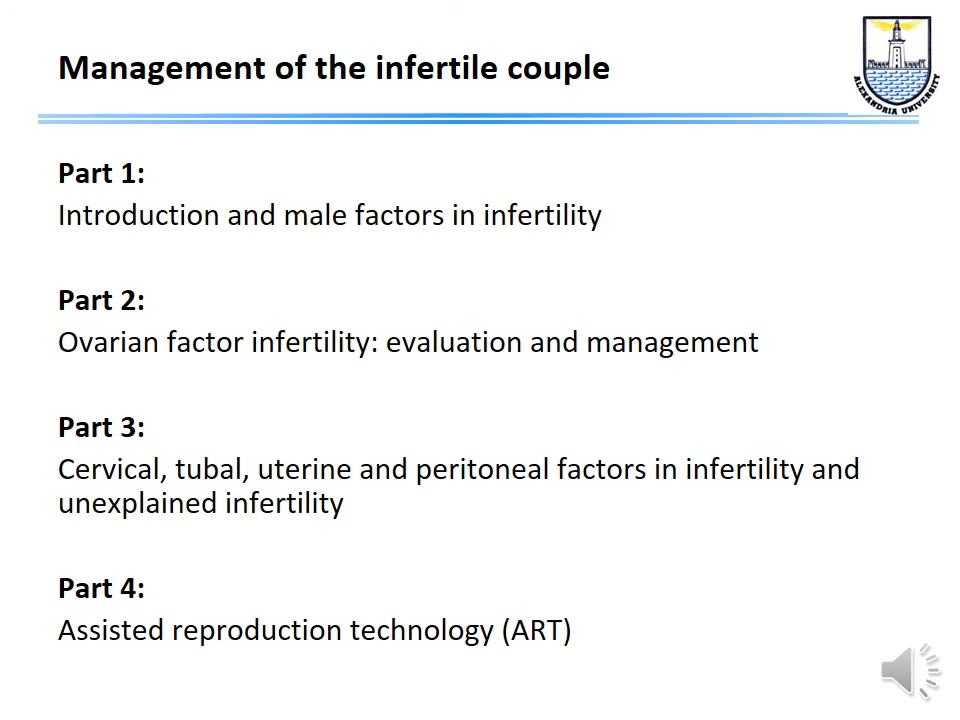 Management of the infertile couple
ALEXANDRIA UNIVERSITY
Part 1:
Introduction and male factors in infertility
Part 2:
Ovarian factor infertility: evaluation and management
Part 3:
Cervical, tubal, uterine and peritoneal factors in infertility and
unexplained infertility
Part 4:
Assisted reproduction technology (ART)